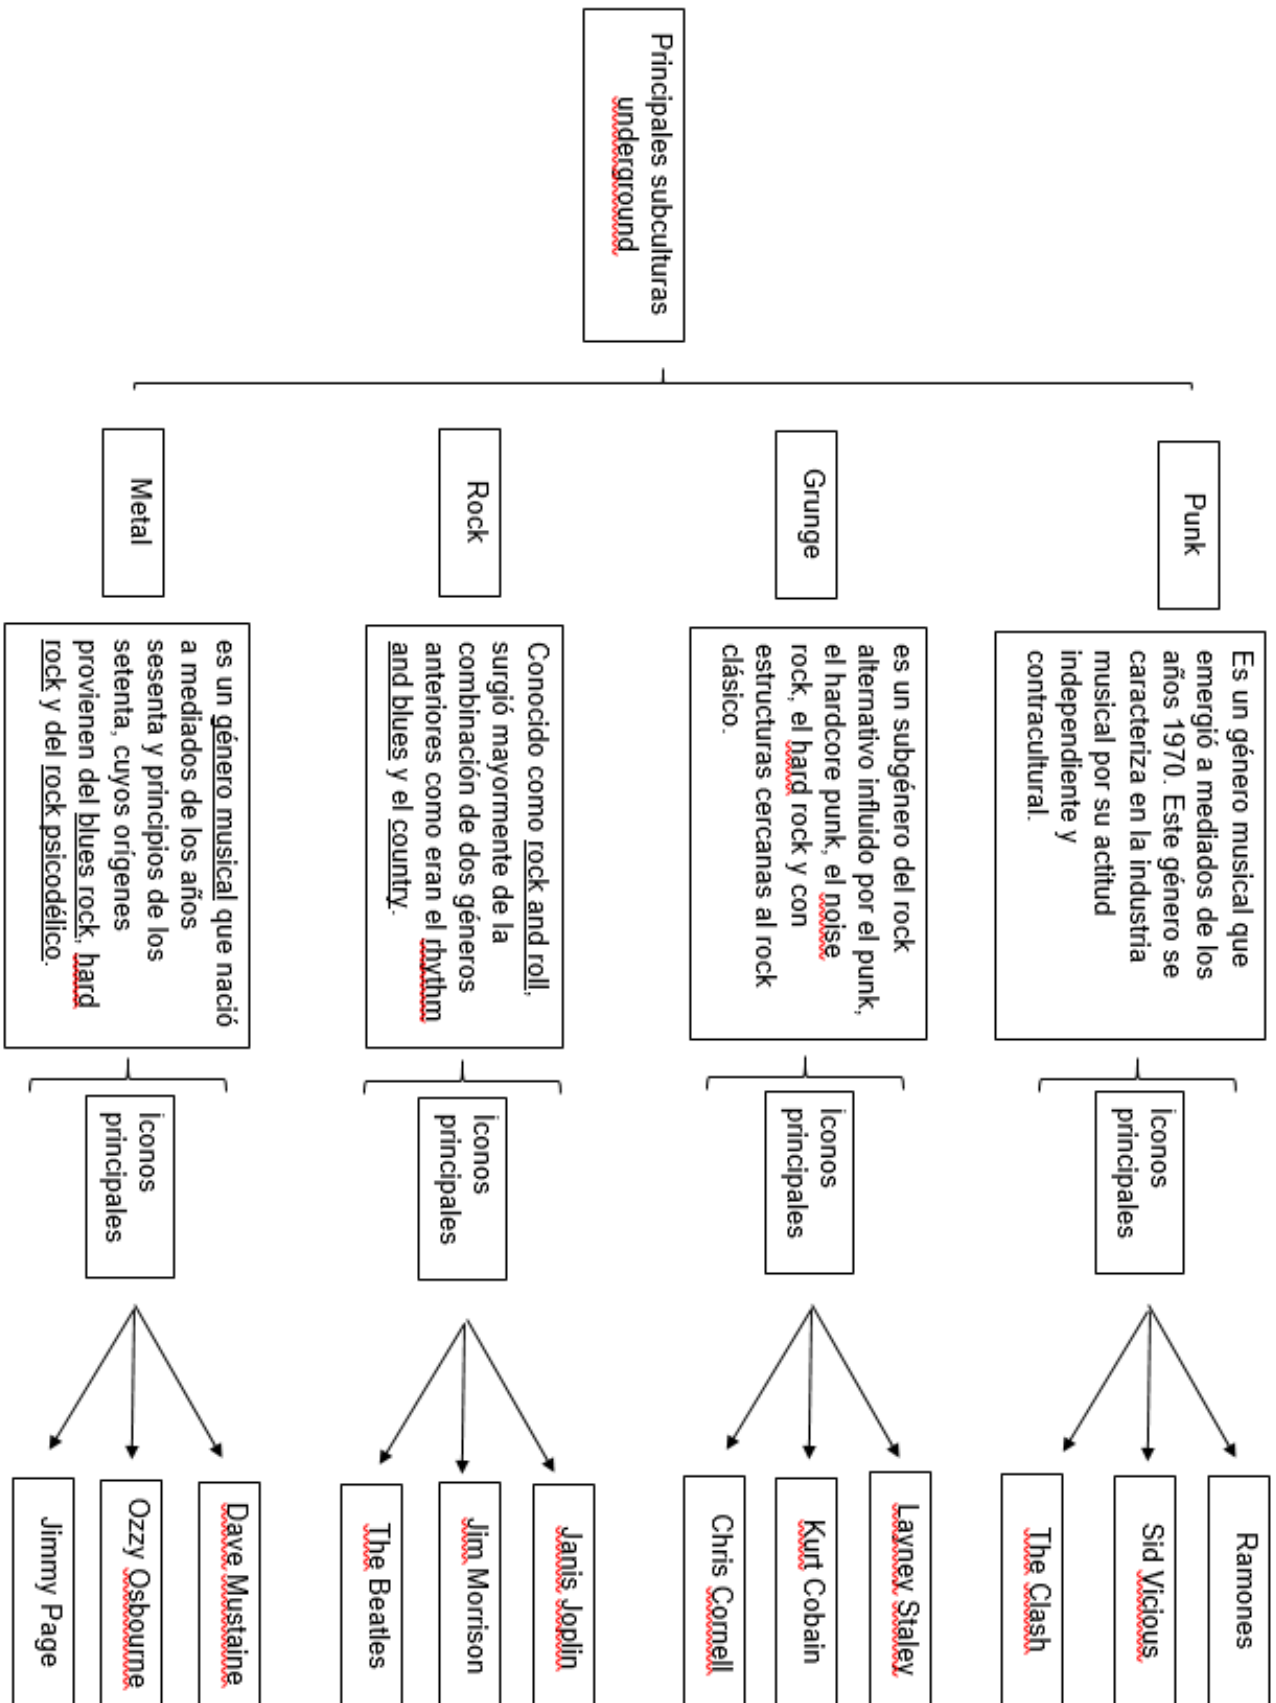 Principales subculturas
underground
Punk
Es un género musical que
emergió a mediados de los
años 1970. Este género se
caracteriza en la industria
musical por su actitud
independiente y
contracultural.
Íconos
principales
Ramones
Sid Vicious
The Clash
Grunge
es un subgénero del rock
alternativo influido por el punk,
el hardcore punk, el noise
rock, el hard rock y con
estructuras cercanas al rock
clásico.
Íconos
principales
Layney Staley
Kurt Cobain
Chris Cornell
Rock
Conocido como rock and roll,
surgió mayormente de la
combinación de dos géneros
anteriores como eran el rhythm
and blues y el country.
Íconos
principales
Janis Joplin
Jim Morrison
The Beatles
Metal
es un género musical que nació
a mediados de los años
sesenta y principios de los
setenta, cuyos orígenes
provienen del blues rock, hard
rock y del rock psicodélico.
Íconos
principales
Dave Mustaine
Ozzy Osbourne
Jimmy Page